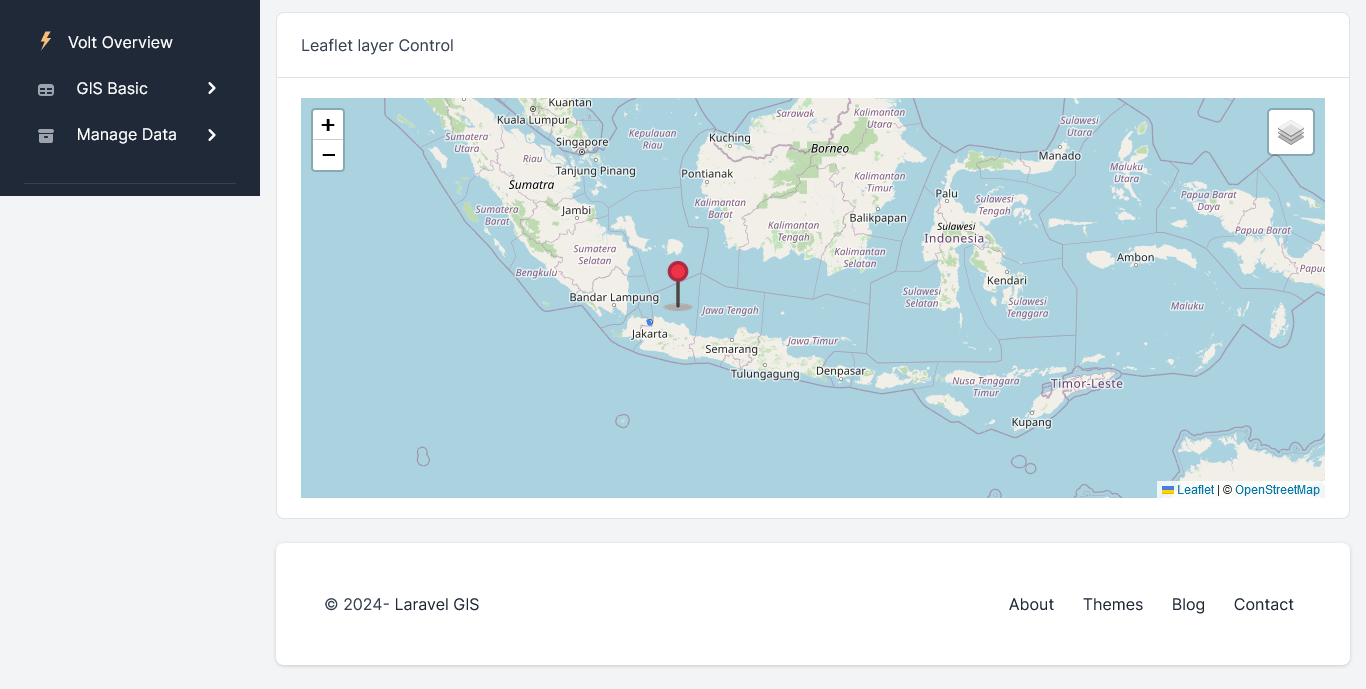 Volt Overview
GIS Basic
Manage Data
Leaflet layer Control
+
−
Kuantan
Kuala Lumpur
Sumatera
Utara
Singapore
Kepulauan
Riau
Riau
Tanjung Pinang
Sumatra
Sumatera
Barat
Jambi
Sumatera
Selatan
Bengkulu
Bandar Lampung
Jakarta
Jawa Tengah
Semarang
Jawa Timur
Tulungagung
Denpasar
Kuching
Sarawak
Borneo
Kalimantan
Utara
Pontianak
Kalimantan
Timur
Kalimantan
Barat
Balikpapan
Kalimantan
Tengah
Kalimantan
Selatan
Sulawesi
Utara
Manado
Maluku
Utara
Palu
Sulawesi
Tengah
Papua Barat
Daya
Sulawesi
Indonesia
Papua Barat
Ambon
Papua
Kendari
Sulawesi
Selatan
Sulawesi
Tenggara
Maluku
Nusa Tenggara
Timur
Timor-Leste
Kupang
Leaflet | © OpenStreetMap
© 2024- Laravel GIS
About Themes Blog Contact